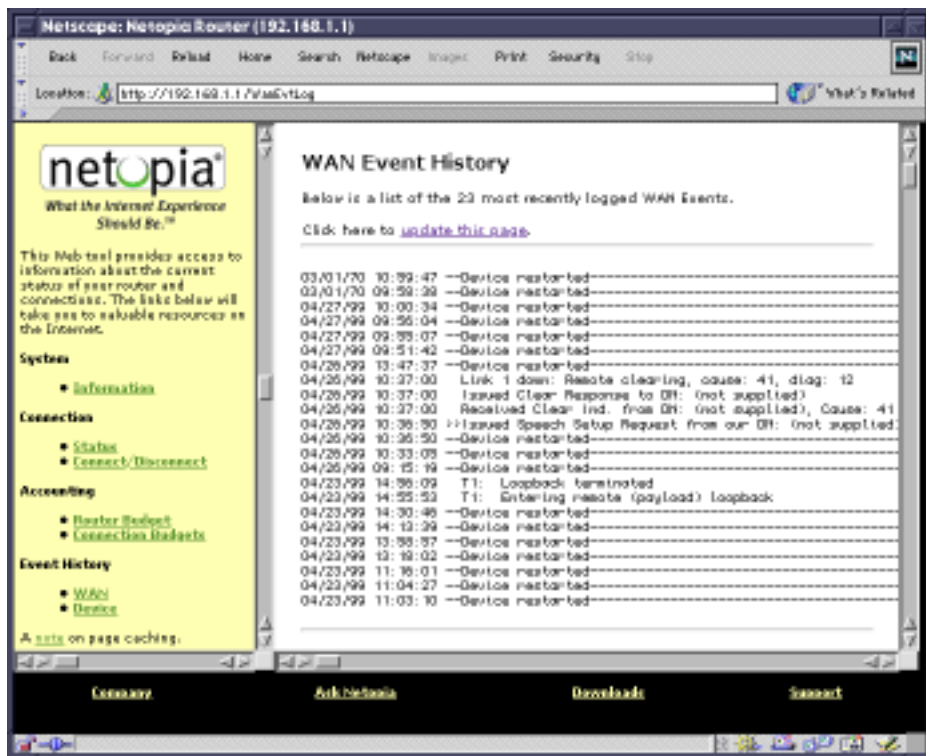 Netscape: Netopia Router (192.168.1.1)
Back Forward Reload Home Search Netscape Images Print Security Stop
N
Location: http://192.168.1.1/WanEvtLog What's Related
netopia®
What the Internet Experience
Should Be.™
This Web tool provides access to
information about the current
status of your router and
connections. The links below will
take you to valuable resources on
the Internet.
System
• Information
Connection
• Status
• Connect/Disconnect
Accounting
• Router Budget
• Connection Budgets
Event History
• WAN
• Device
A note on page caching.
WAN Event History
Below is a list of the 23 most recently logged WAN Events.
Click here to update this page.
03/01/70 10:59:47 --Device restarted--
03/01/70 09:58:38 --Device restarted--
04/27/99 10:00:34 --Device restarted--
04/27/99 09:56:04 --Device restarted--
04/27/99 09:55:07 --Device restarted--
04/27/99 09:51:42 --Device restarted--
04/26/99 13:47:37 --Device restarted--
04/26/99 10:37:00 Link 1 down: Remote clearing, cause: 41, diag: 12
04/26/99 10:37:00 Issued Clear Response to DN: (not supplied)
04/26/99 10:37:00 Received Clear Ind. from DN: (not supplied), Cause: 41
04/26/99 10:36:50 >>Issued Speech Setup Request from our DN: (not supplied)
04/26/99 10:36:50 --Device restarted--
04/26/99 10:33:09 --Device restarted--
04/26/99 09:15:19 --Device restarted--
04/23/99 14:56:09 T1: Loopback terminated
04/23/99 14:55:53 T1: Entering remote (payload) loopback
04/23/99 14:30:46 --Device restarted--
04/23/99 14:13:39 --Device restarted--
04/23/99 13:58:57 --Device restarted--
04/23/99 13:18:02 --Device restarted--
04/23/99 11:16:01 --Device restarted--
04/23/99 11:04:27 --Device restarted--
04/23/99 11:03:10 --Device restarted--
Company Ask Netopia Downloads Support